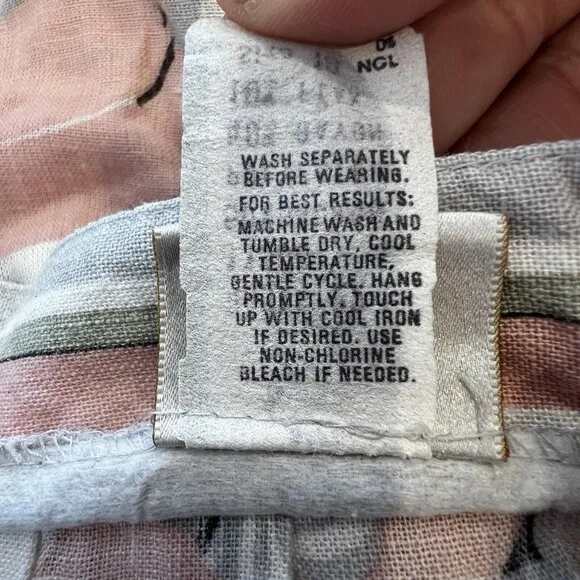 NCL
WASH SEPARATELY
BEFORE WEARING.
FOR BEST RESULTS:
MACHINE WASH AND
TUMBLE DRY, COOL
TEMPERATURE,
GENTLE CYCLE. HANG
PROMPTLY. TOUCH
UP WITH COOL IRON
IF DESIRED. USE
NON-CHLORINE
BLEACH IF NEEDED.